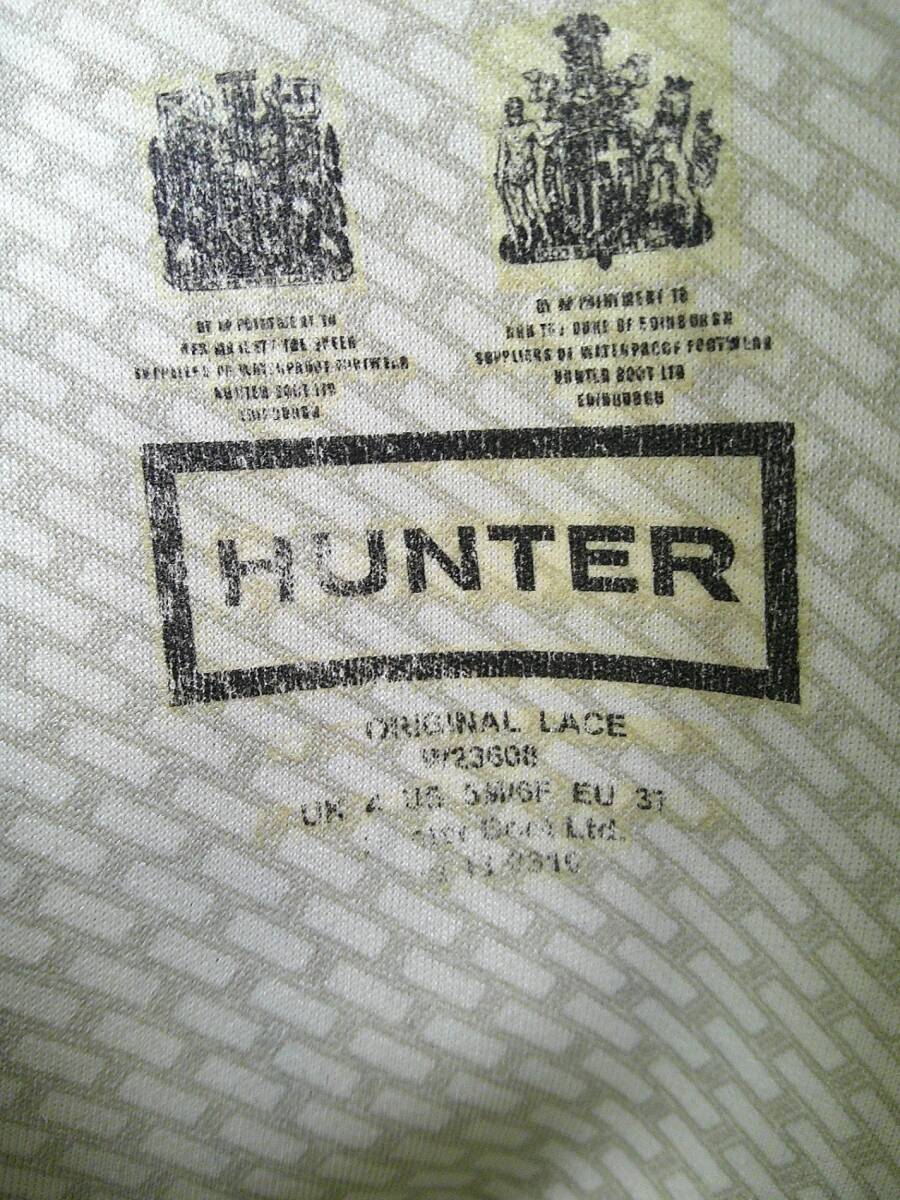 BY APPOINTMENT TO
HER MAJESTY THE QUEEN
SUPPLIERS OF WATERPROOF FOOTWEAR
HUNTER BOOT LTD
EDINBURGH
BY APPOINTMENT TO
HRH THE DUKE OF EDINBURGH
SUPPLIERS OF WATERPROOF FOOTWEAR
HUNTER BOOT LTD
EDINBURGH
HUNTER
ORIGINAL LACE
W23608
UK 4 US 5M/6F EU 37
Boot Ltd.